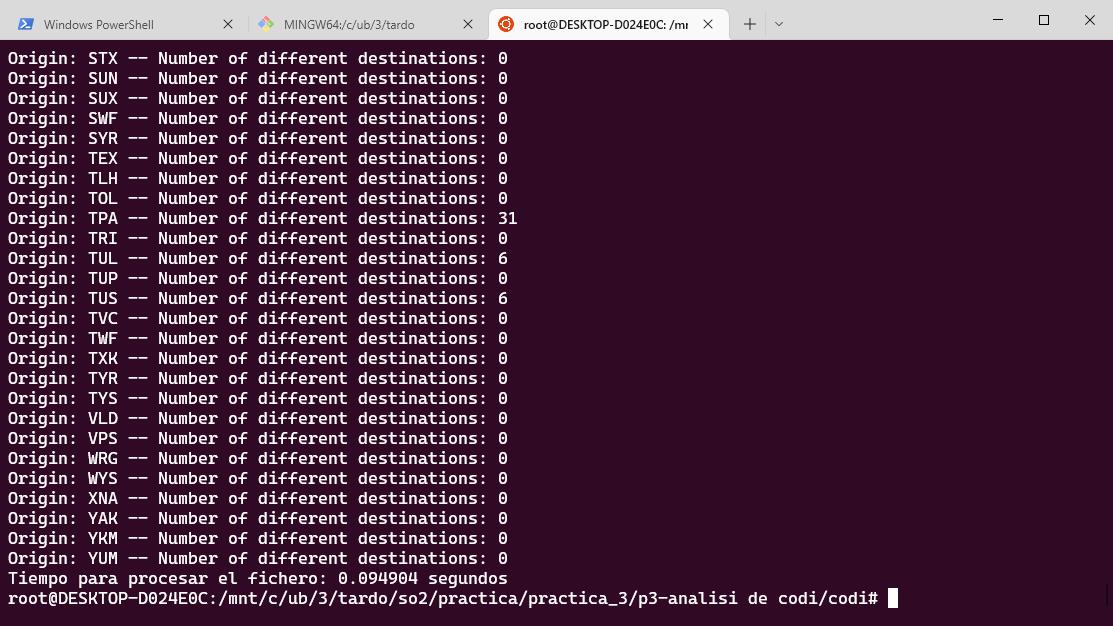 Windows PowerShell
MINGW64:/c/ub/3/tardo
root@DESKTOP-D024E0C: /m
Origin: STX -- Number of different destinations: 0
Origin: SUN -- Number of different destinations: 0
Origin: SUX -- Number of different destinations: 0
Origin: SWF -- Number of different destinations: 0
Origin: SYR -- Number of different destinations: 0
Origin: TEX -- Number of different destinations: 0
Origin: TLH -- Number of different destinations: 0
Origin: TOL -- Number of different destinations: 0
Origin: TPA -- Number of different destinations: 31
Origin: TRI -- Number of different destinations: 0
Origin: TUL -- Number of different destinations: 6
Origin: TUP -- Number of different destinations: 0
Origin: TUS -- Number of different destinations: 6
Origin: TVC -- Number of different destinations: 0
Origin: TWF -- Number of different destinations: 0
Origin: TXK -- Number of different destinations: 0
Origin: TYR -- Number of different destinations: 0
Origin: TYS -- Number of different destinations: 0
Origin: VLD -- Number of different destinations: 0
Origin: VPS -- Number of different destinations: 0
Origin: WRG -- Number of different destinations: 0
Origin: WYS -- Number of different destinations: 0
Origin: XNA -- Number of different destinations: 0
Origin: YAK -- Number of different destinations: 0
Origin: YKM -- Number of different destinations: 0
Origin: YUM -- Number of different destinations: 0
Tiempo para procesar el fichero: 0.094904 segundos
root@DESKTOP-D024E0C:/mnt/c/ub/3/tardo/so2/practica/practica_3/p3-analisi de codi/codi#